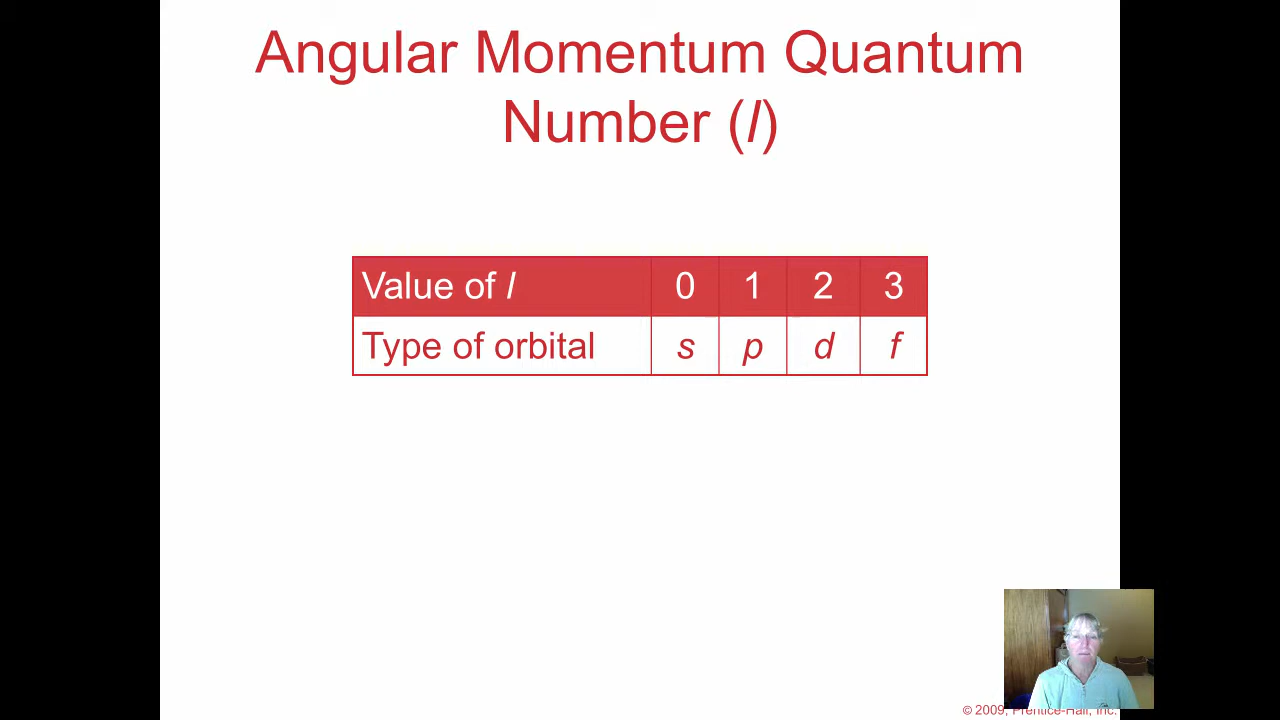 Angular Momentum Quantum
Number (l)
Value of l 0 1 2 3
Type of orbital s p d f
© 2009, Prentice-Hall, Inc.